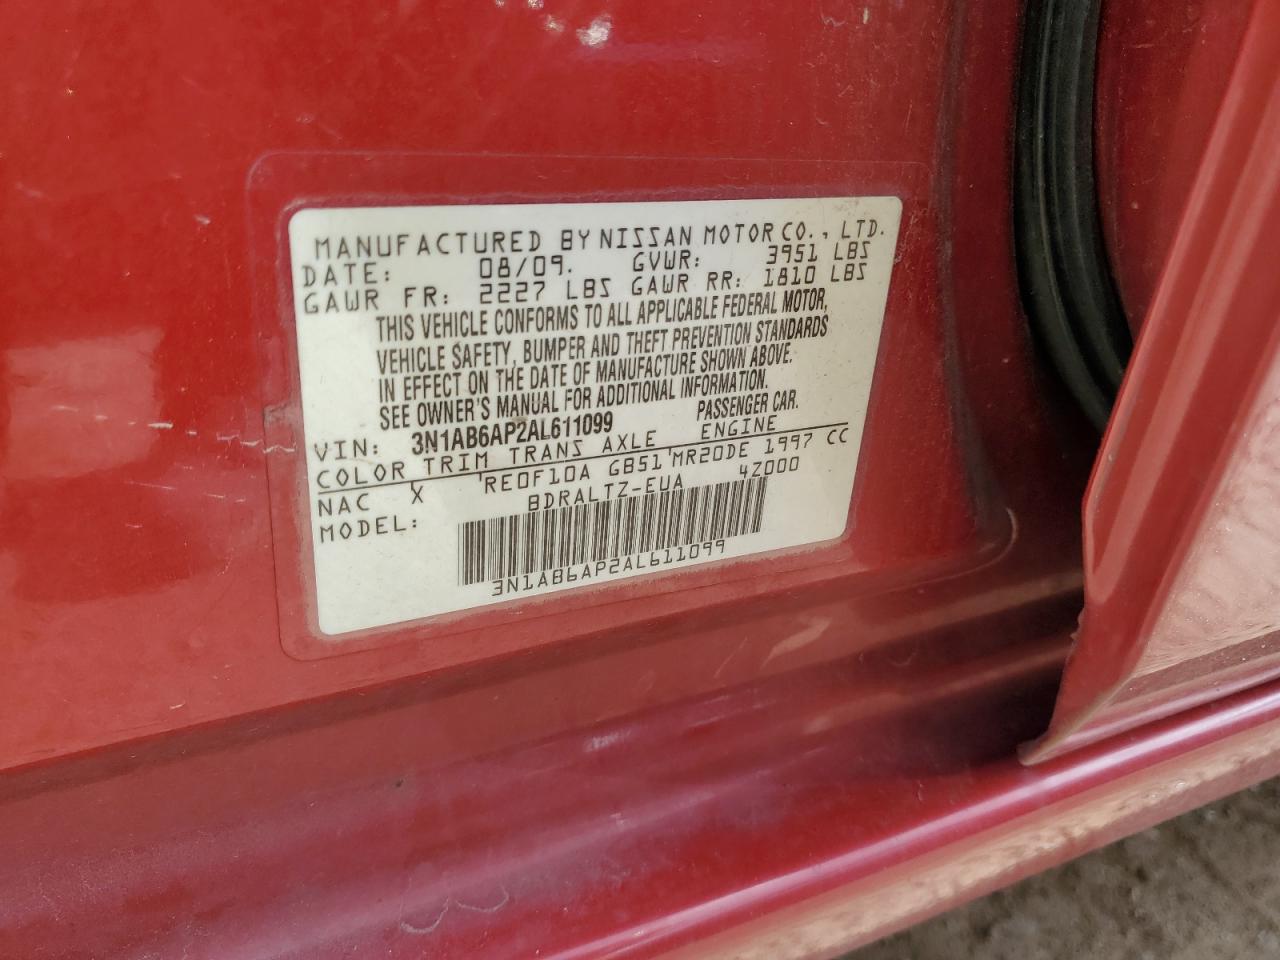 MANUFACTURED BY NISSAN MOTOR CO., LTD.
DATE: 08/09. GVWR: 3951 LBS
GAWR FR: 2227 LBS GAWR RR: 1810 LBS
THIS VEHICLE CONFORMS TO ALL APPLICABLE FEDERAL MOTOR,
VEHICLE SAFETY, BUMPER AND THEFT PREVENTION STANDARDS
IN EFFECT ON THE DATE OF MANUFACTURE SHOWN ABOVE.
SEE OWNER'S MANUAL FOR ADDITIONAL INFORMATION.
VIN: 3N1AB6AP2AL611099 PASSENGER CAR.
COLOR TRIM TRANS AXLE ENGINE
NAC X RE0F10A GB51 MR20DE 1997 CC
MODEL: BDRALTZ-EUA 4Z000
3N1AB6AP2AL611099